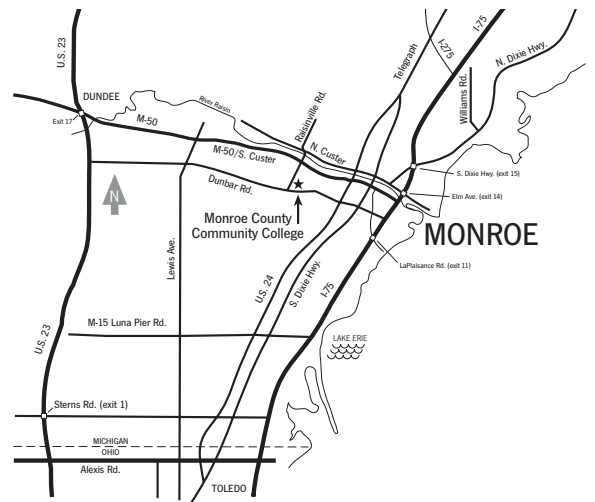 U.S. 23
I-75
I-275
N. Dixie Hwy.
Telegraph
Williams Rd.
DUNDEE
River Raisin
Raisinville Rd.
Exit 17
M-50
N. Custer
M-50/S. Custer
S. Dixie Hwy. (exit 15)
Dunbar Rd.
N
Elm Ave. (exit 14)
Monroe County
Community College
MONROE
Lewis Ave.
LaPlaisance Rd. (exit 11)
U.S. 24
S. Dixie Hwy.
I-75
M-15 Luna Pier Rd.
U.S. 23
LAKE ERIE
Sterns Rd. (exit 1)
MICHIGAN
OHIO
Alexis Rd.
TOLEDO